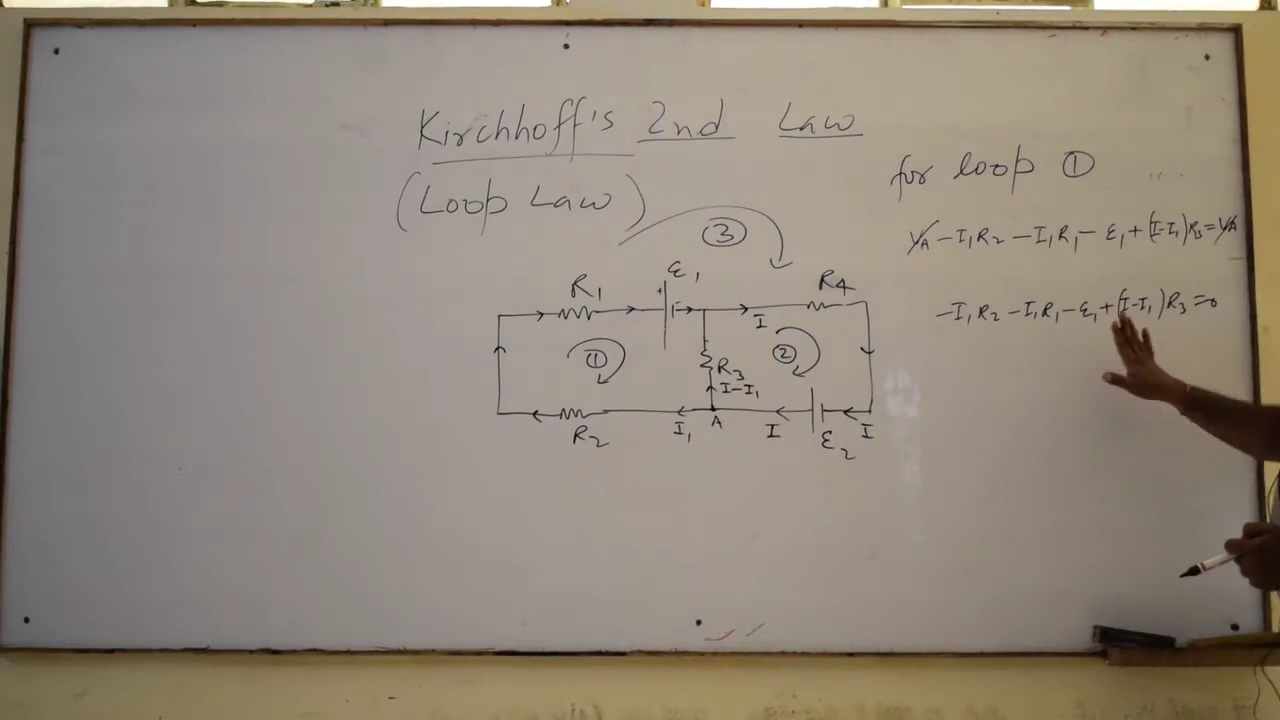 Kirchhoff's 2nd Law
(Loop Law)
for loop ①
V_A - I₁R₂ - I₁R₁ - ε₁ + (I-I₁)R₃ = V_A
-I₁R₂ - I₁R₁ - ε₁ + (I-I₁)R₃ = 0
③
ε₁
R₁
R₄
+ -
I
①
②
R₃
I-I₁
R₂
I₁
A
I
ε₂
I